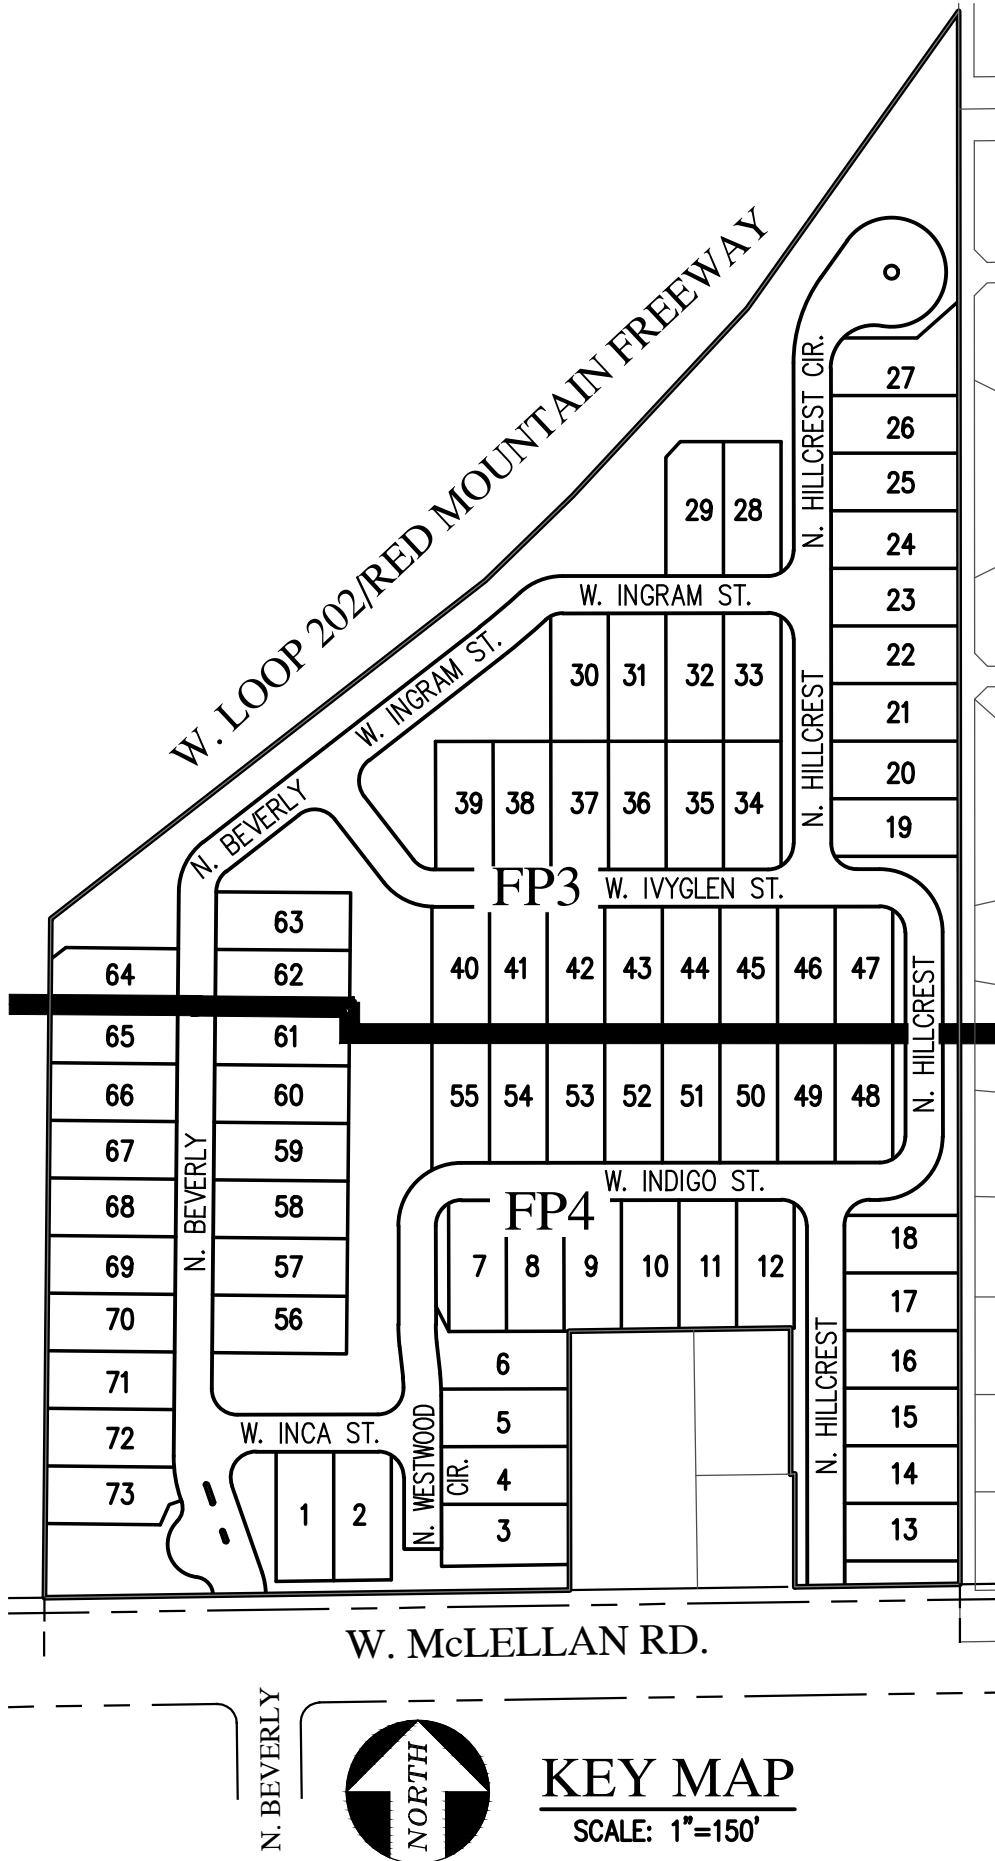 W. LOOP 202/RED MOUNTAIN FREEWAY
N. HILLCREST CIR.
27
26
25
24
23
22
21
20
19
29 28
W. INGRAM ST.
W. INGRAM ST.
30 31 32 33
N. HILLCREST
39 38 37 36 35 34
N. BEVERLY
FP3
W. IVYGLEN ST.
63
62
61
60
59
58
57
56
64
65
66
67
68
69
70
71
72
73
N. BEVERLY
40 41 42 43 44 45 46 47
N. HILLCREST
55 54 53 52 51 50 49 48
W. INDIGO ST.
FP4
7 8 9 10 11 12
18
17
16
15
14
13
N. HILLCREST
6
5
4
3
N. WESTWOOD
CIR.
W. INCA ST.
1 2
W. McLELLAN RD.
N. BEVERLY
NORTH
KEY MAP
SCALE: 1"=150'